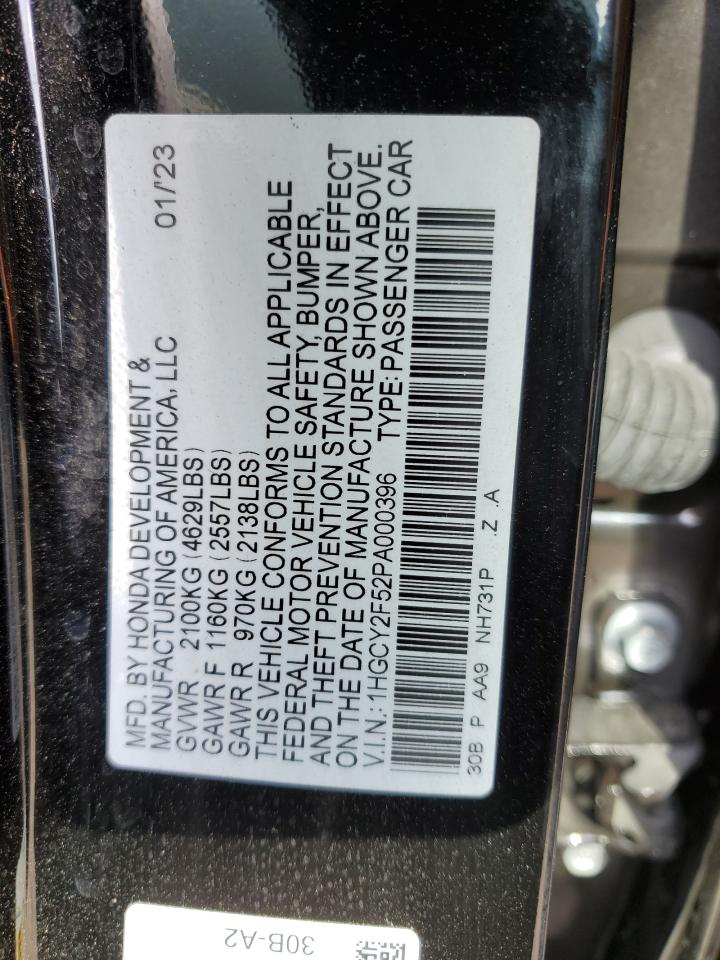 MFD. BY HONDA DEVELOPMENT &
MANUFACTURING OF AMERICA, LLC 01/'23
GVWR 2100KG (4629LBS)
GAWR F 1160KG (2557LBS)
GAWR R 970KG (2138LBS)
THIS VEHICLE CONFORMS TO ALL APPLICABLE
FEDERAL MOTOR VEHICLE SAFETY, BUMPER,
AND THEFT PREVENTION STANDARDS IN EFFECT
ON THE DATE OF MANUFACTURE SHOWN ABOVE.
V.I.N.: 1HGCY2F52PA000396 TYPE: PASSENGER CAR
30B P AA9 NH731P .Z .A
30B-A2